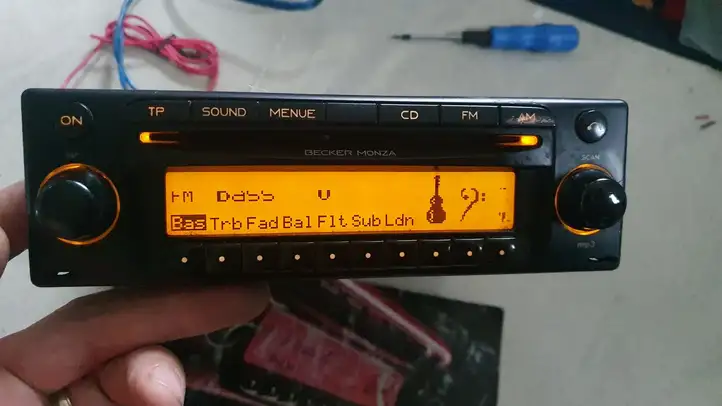 ON TP SOUND MENUE CD FM AM
BECKER MONZA
SCAN
FM Bass 0
Bas Trb Fad Bal Flt Sub Ldn
mp3